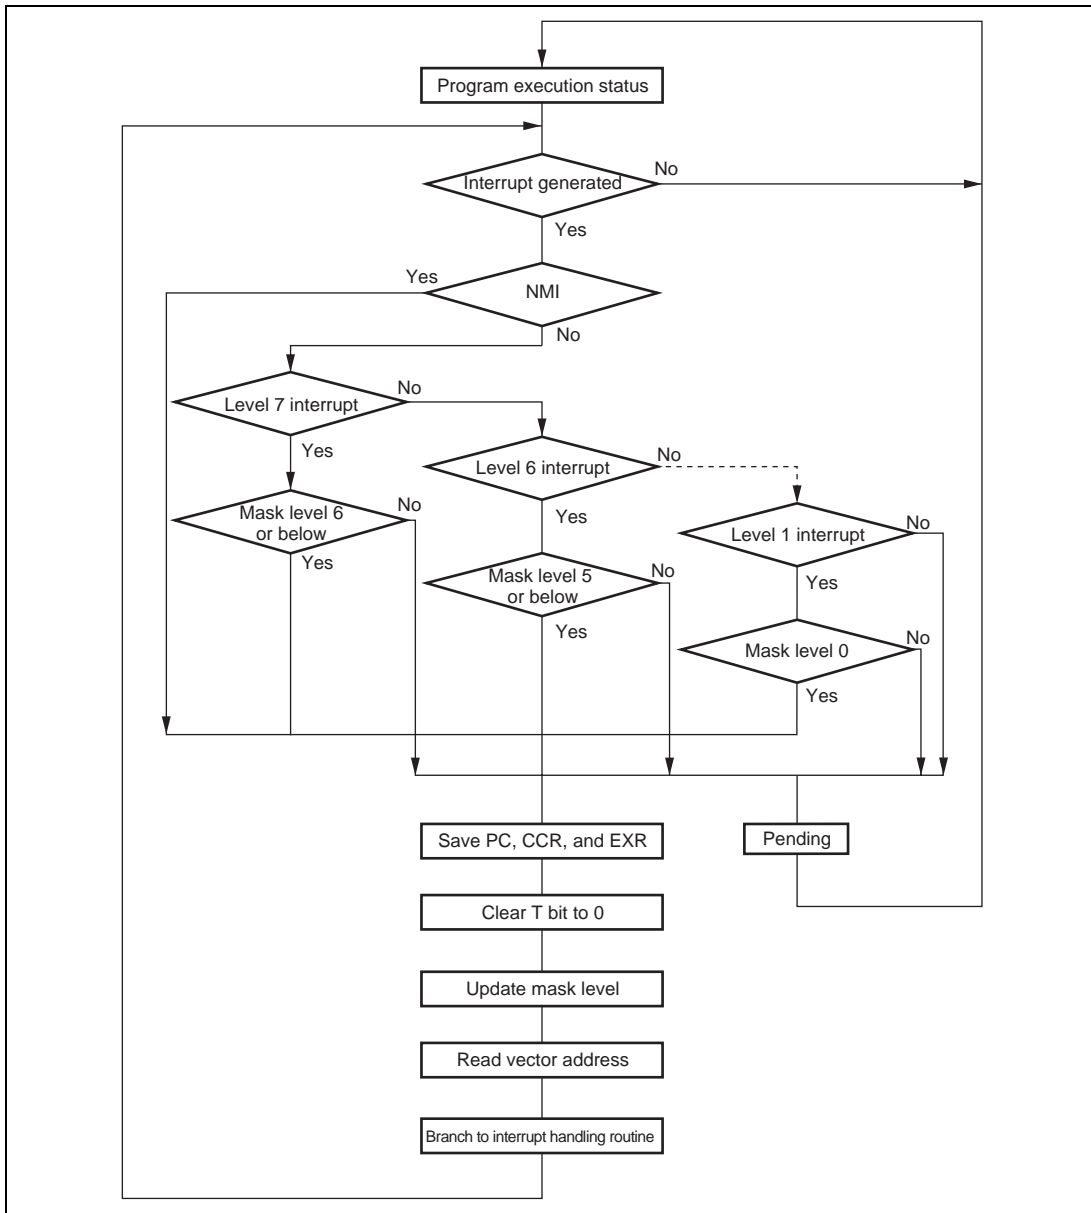 Program execution status
Interrupt generated
No
Yes
Yes
NMI
No
Level 7 interrupt
No
Yes
Level 6 interrupt
No
Yes
Mask level 6
or below
No
Yes
Level 1 interrupt
No
Yes
Mask level 5
or below
No
Yes
Mask level 0
No
Yes
Save PC, CCR, and EXR
Pending
Clear T bit to 0
Update mask level
Read vector address
Branch to interrupt handling routine